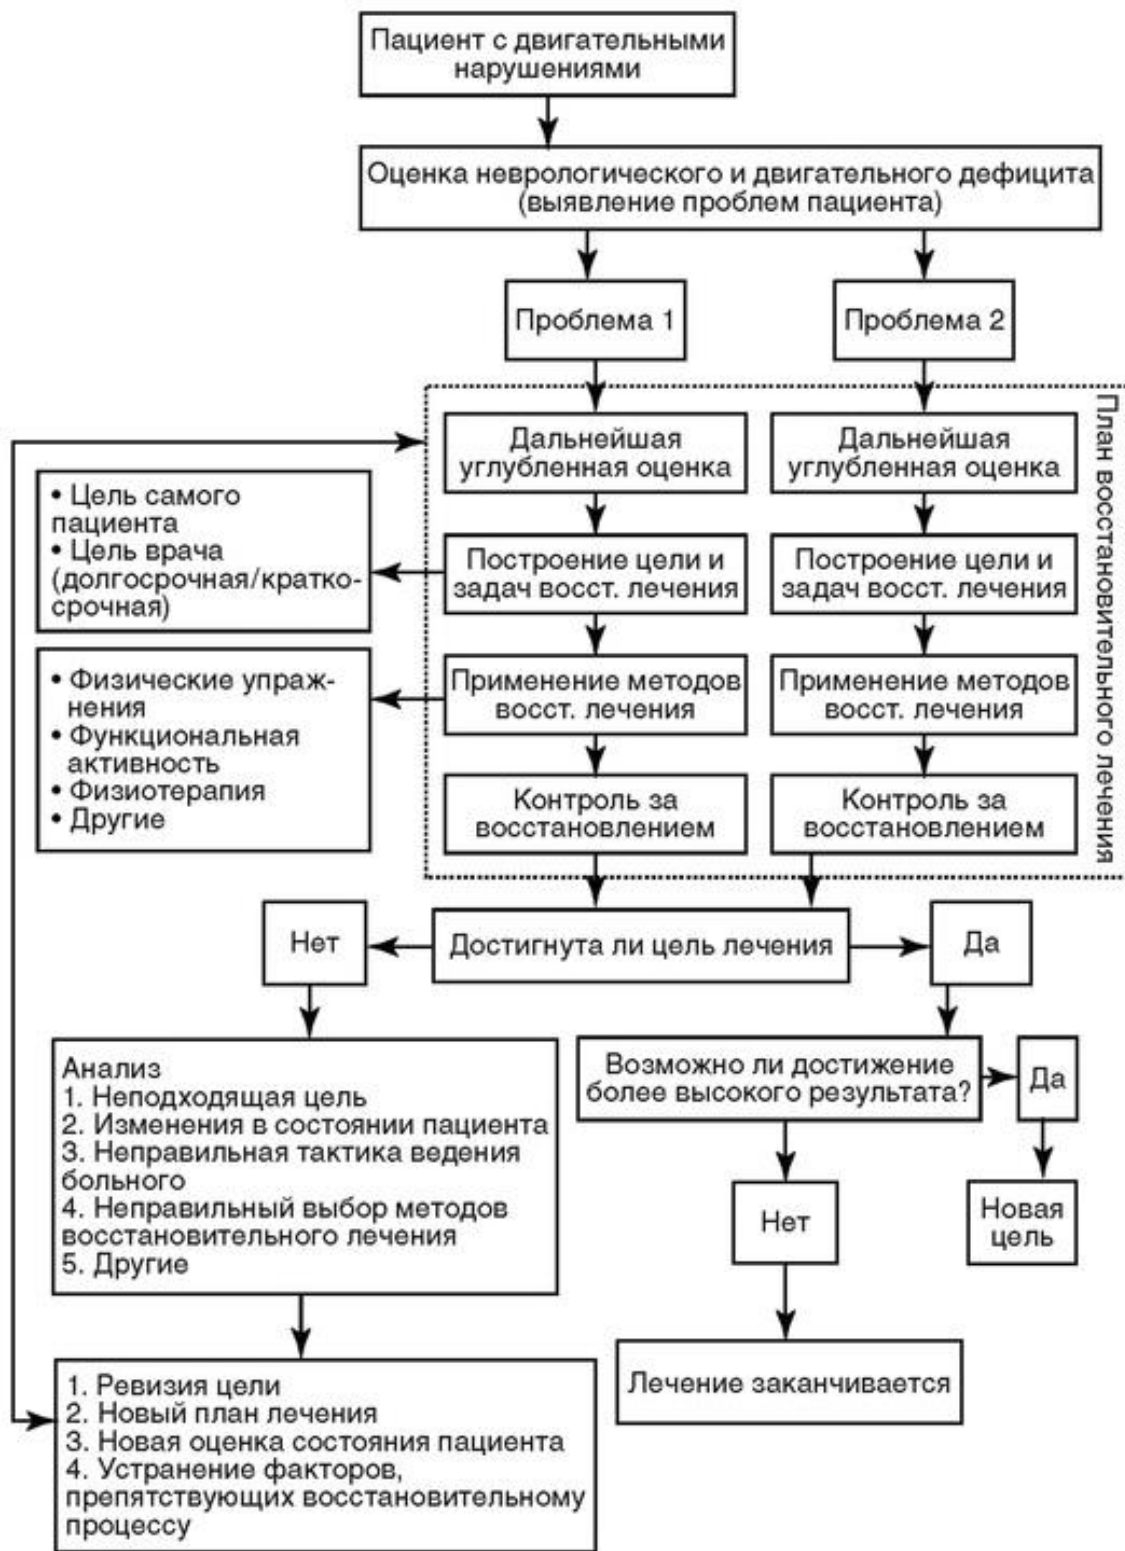 Пациент с двигательными
нарушениями
Оценка неврологического и двигательного дефицита
(выявление проблем пациента)
Проблема 1
Проблема 2
План восстановительного лечения
Дальнейшая
углубленная оценка
Дальнейшая
углубленная оценка
• Цель самого
пациента
• Цель врача
(долгосрочная/кратко-
срочная)
Построение цели и
задач восст. лечения
Построение цели и
задач восст. лечения
• Физические упраж-
нения
• Функциональная
активность
• Физиотерапия
• Другие
Применение методов
восст. лечения
Применение методов
восст. лечения
Контроль за
восстановлением
Контроль за
восстановлением
Нет
Достигнута ли цель лечения
Да
Анализ
1. Неподходящая цель
2. Изменения в состоянии пациента
3. Неправильная тактика ведения
больного
4. Неправильный выбор методов
восстановительного лечения
5. Другие
Возможно ли достижение
более высокого результата?
Да
Нет
Новая
цель
Лечение заканчивается
1. Ревизия цели
2. Новый план лечения
3. Новая оценка состояния пациента
4. Устранение факторов,
препятствующих восстановительному
процессу